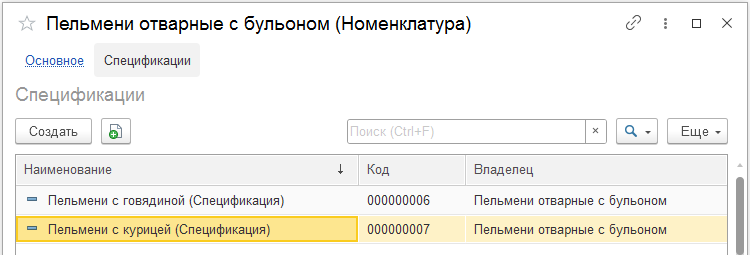 Пельмени отварные с бульоном (Номенклатура)
Основное Спецификации
Спецификации
Создать Поиск (Ctrl+F) × Еще
Наименование ↓ Код Владелец
Пельмени с говядиной (Спецификация) 000000006 Пельмени отварные с бульоном
Пельмени с курицей (Спецификация) 000000007 Пельмени отварные с бульоном